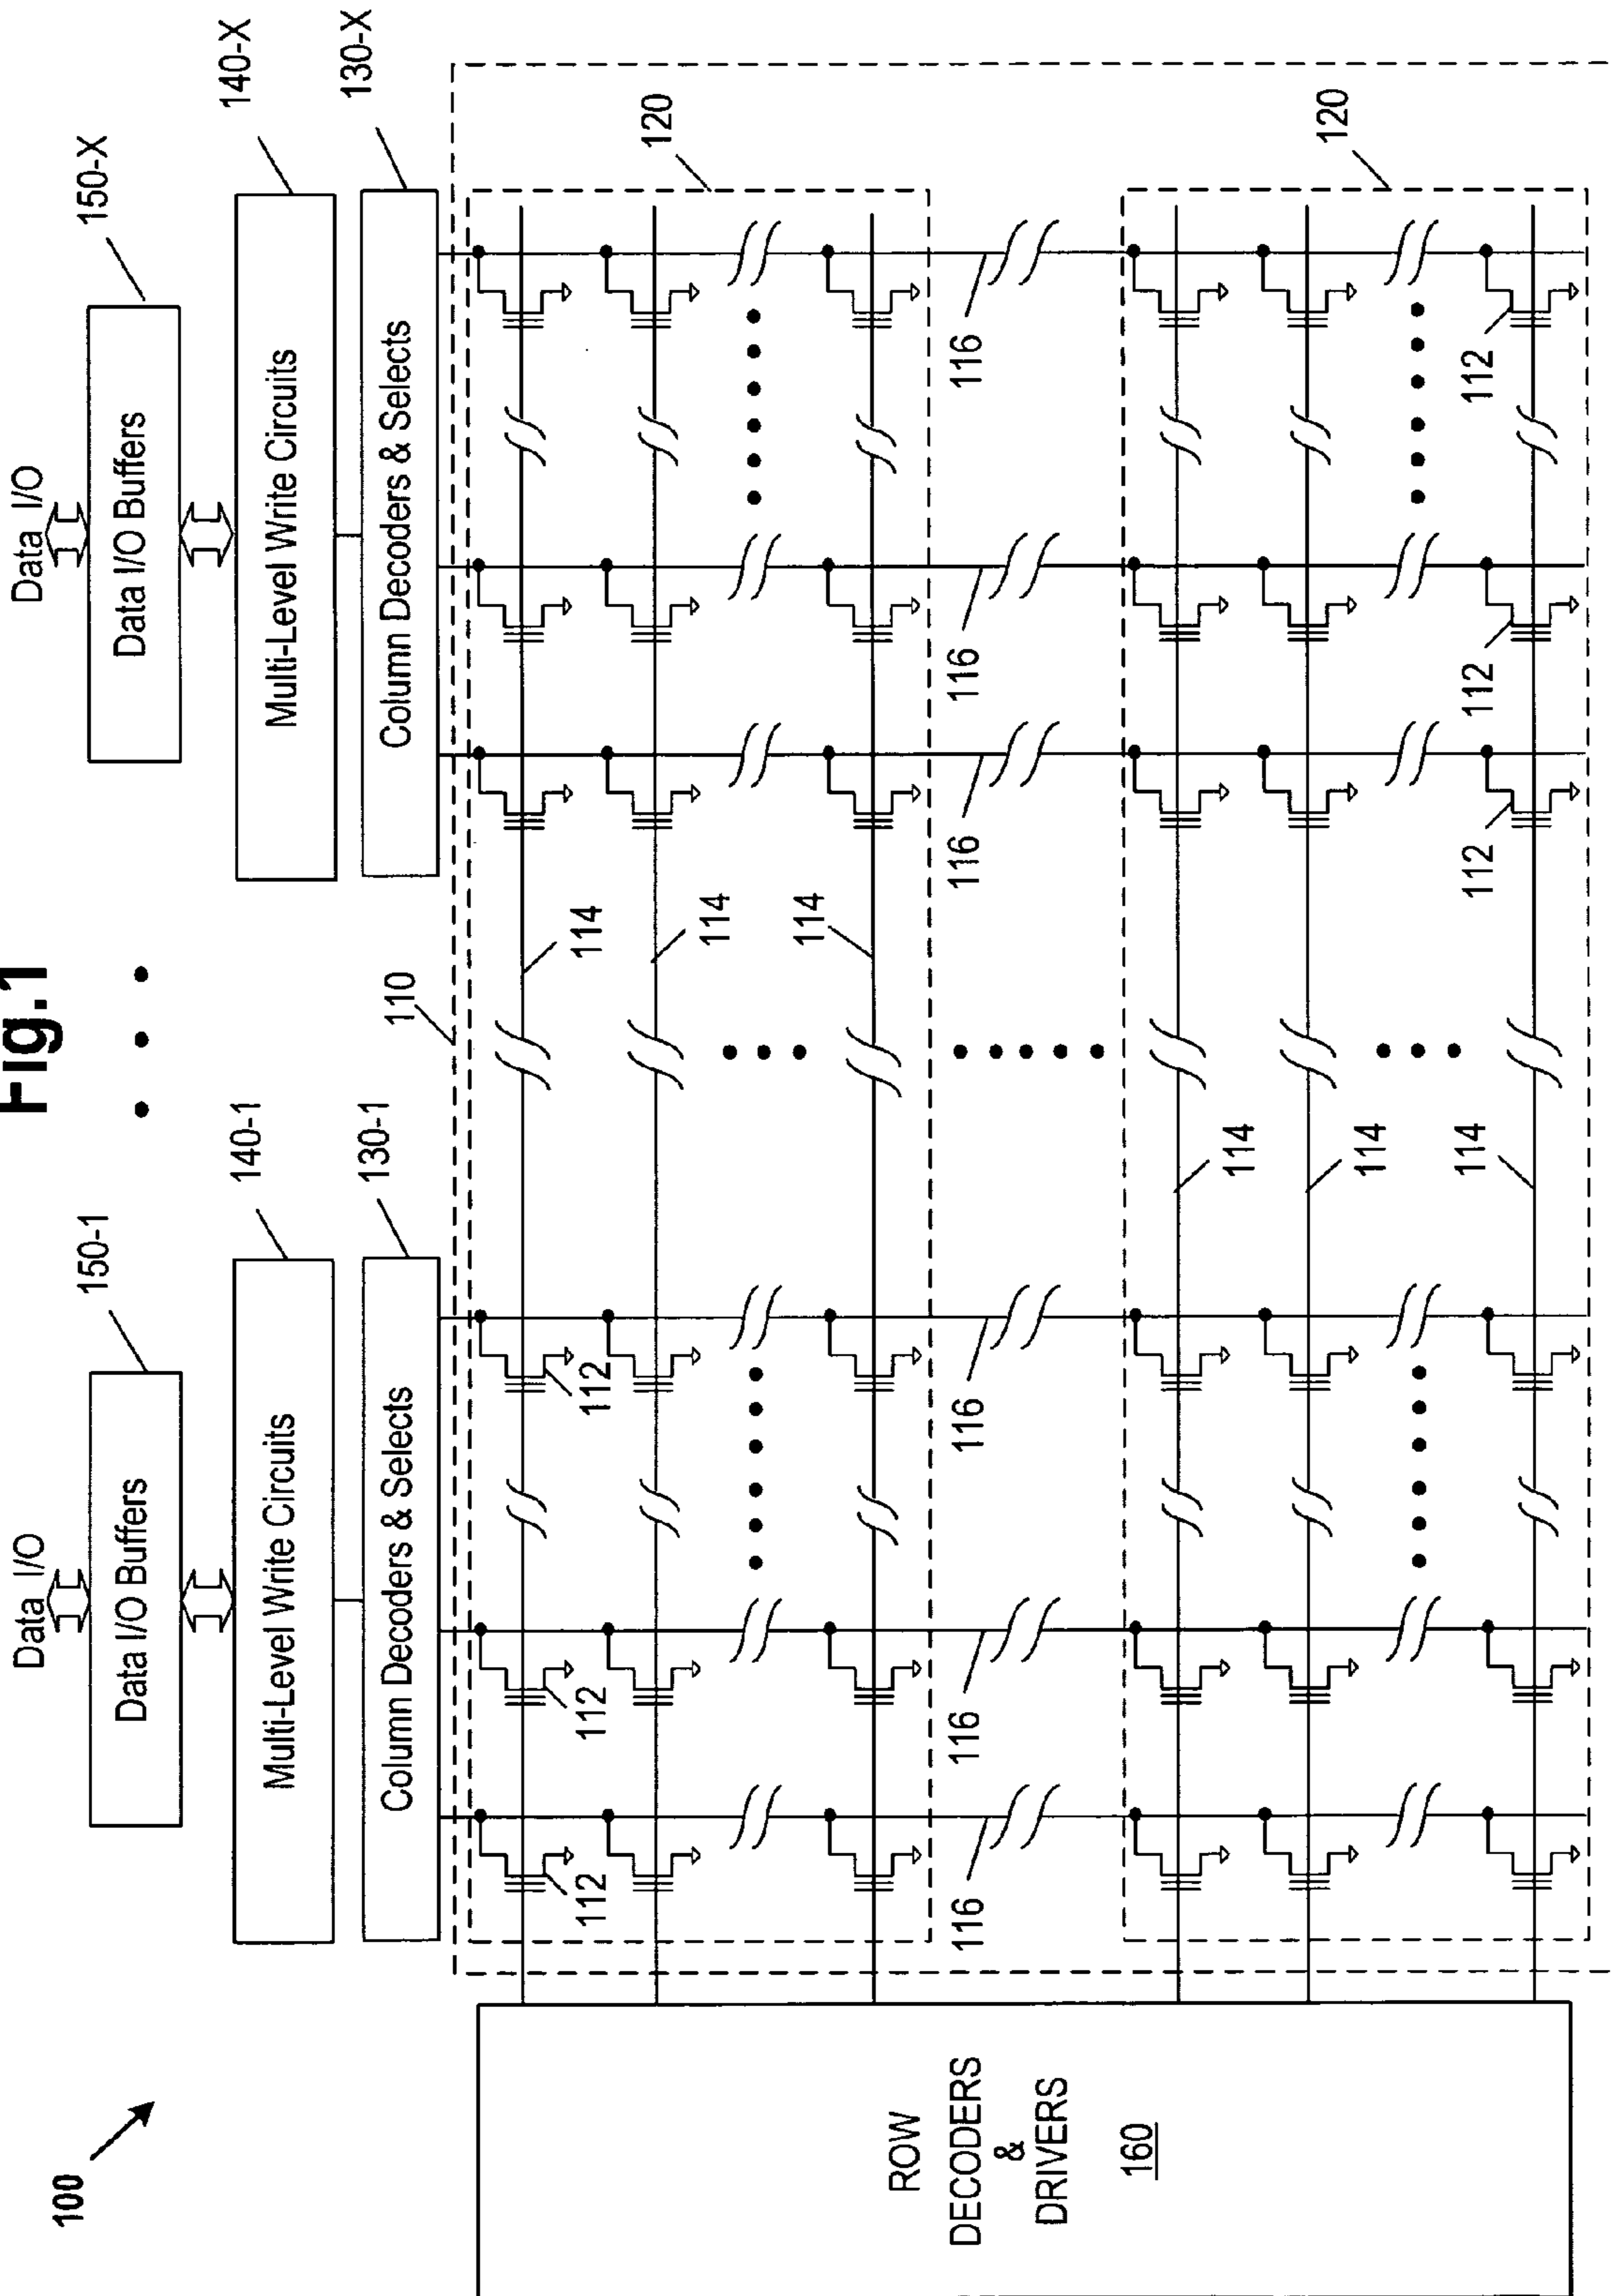 Fig.1
100
Data I/O
Data I/O
150-1
150-X
Data I/O Buffers
Data I/O Buffers
140-1
140-X
Multi-Level Write Circuits
Multi-Level Write Circuits
130-1
130-X
Column Decoders & Selects
Column Decoders & Selects
110
112
112
112
114
120
114
114
116
116
116
116
116
116
120
114
114
114
112
112
112
ROW
DECODERS
&
DRIVERS
160